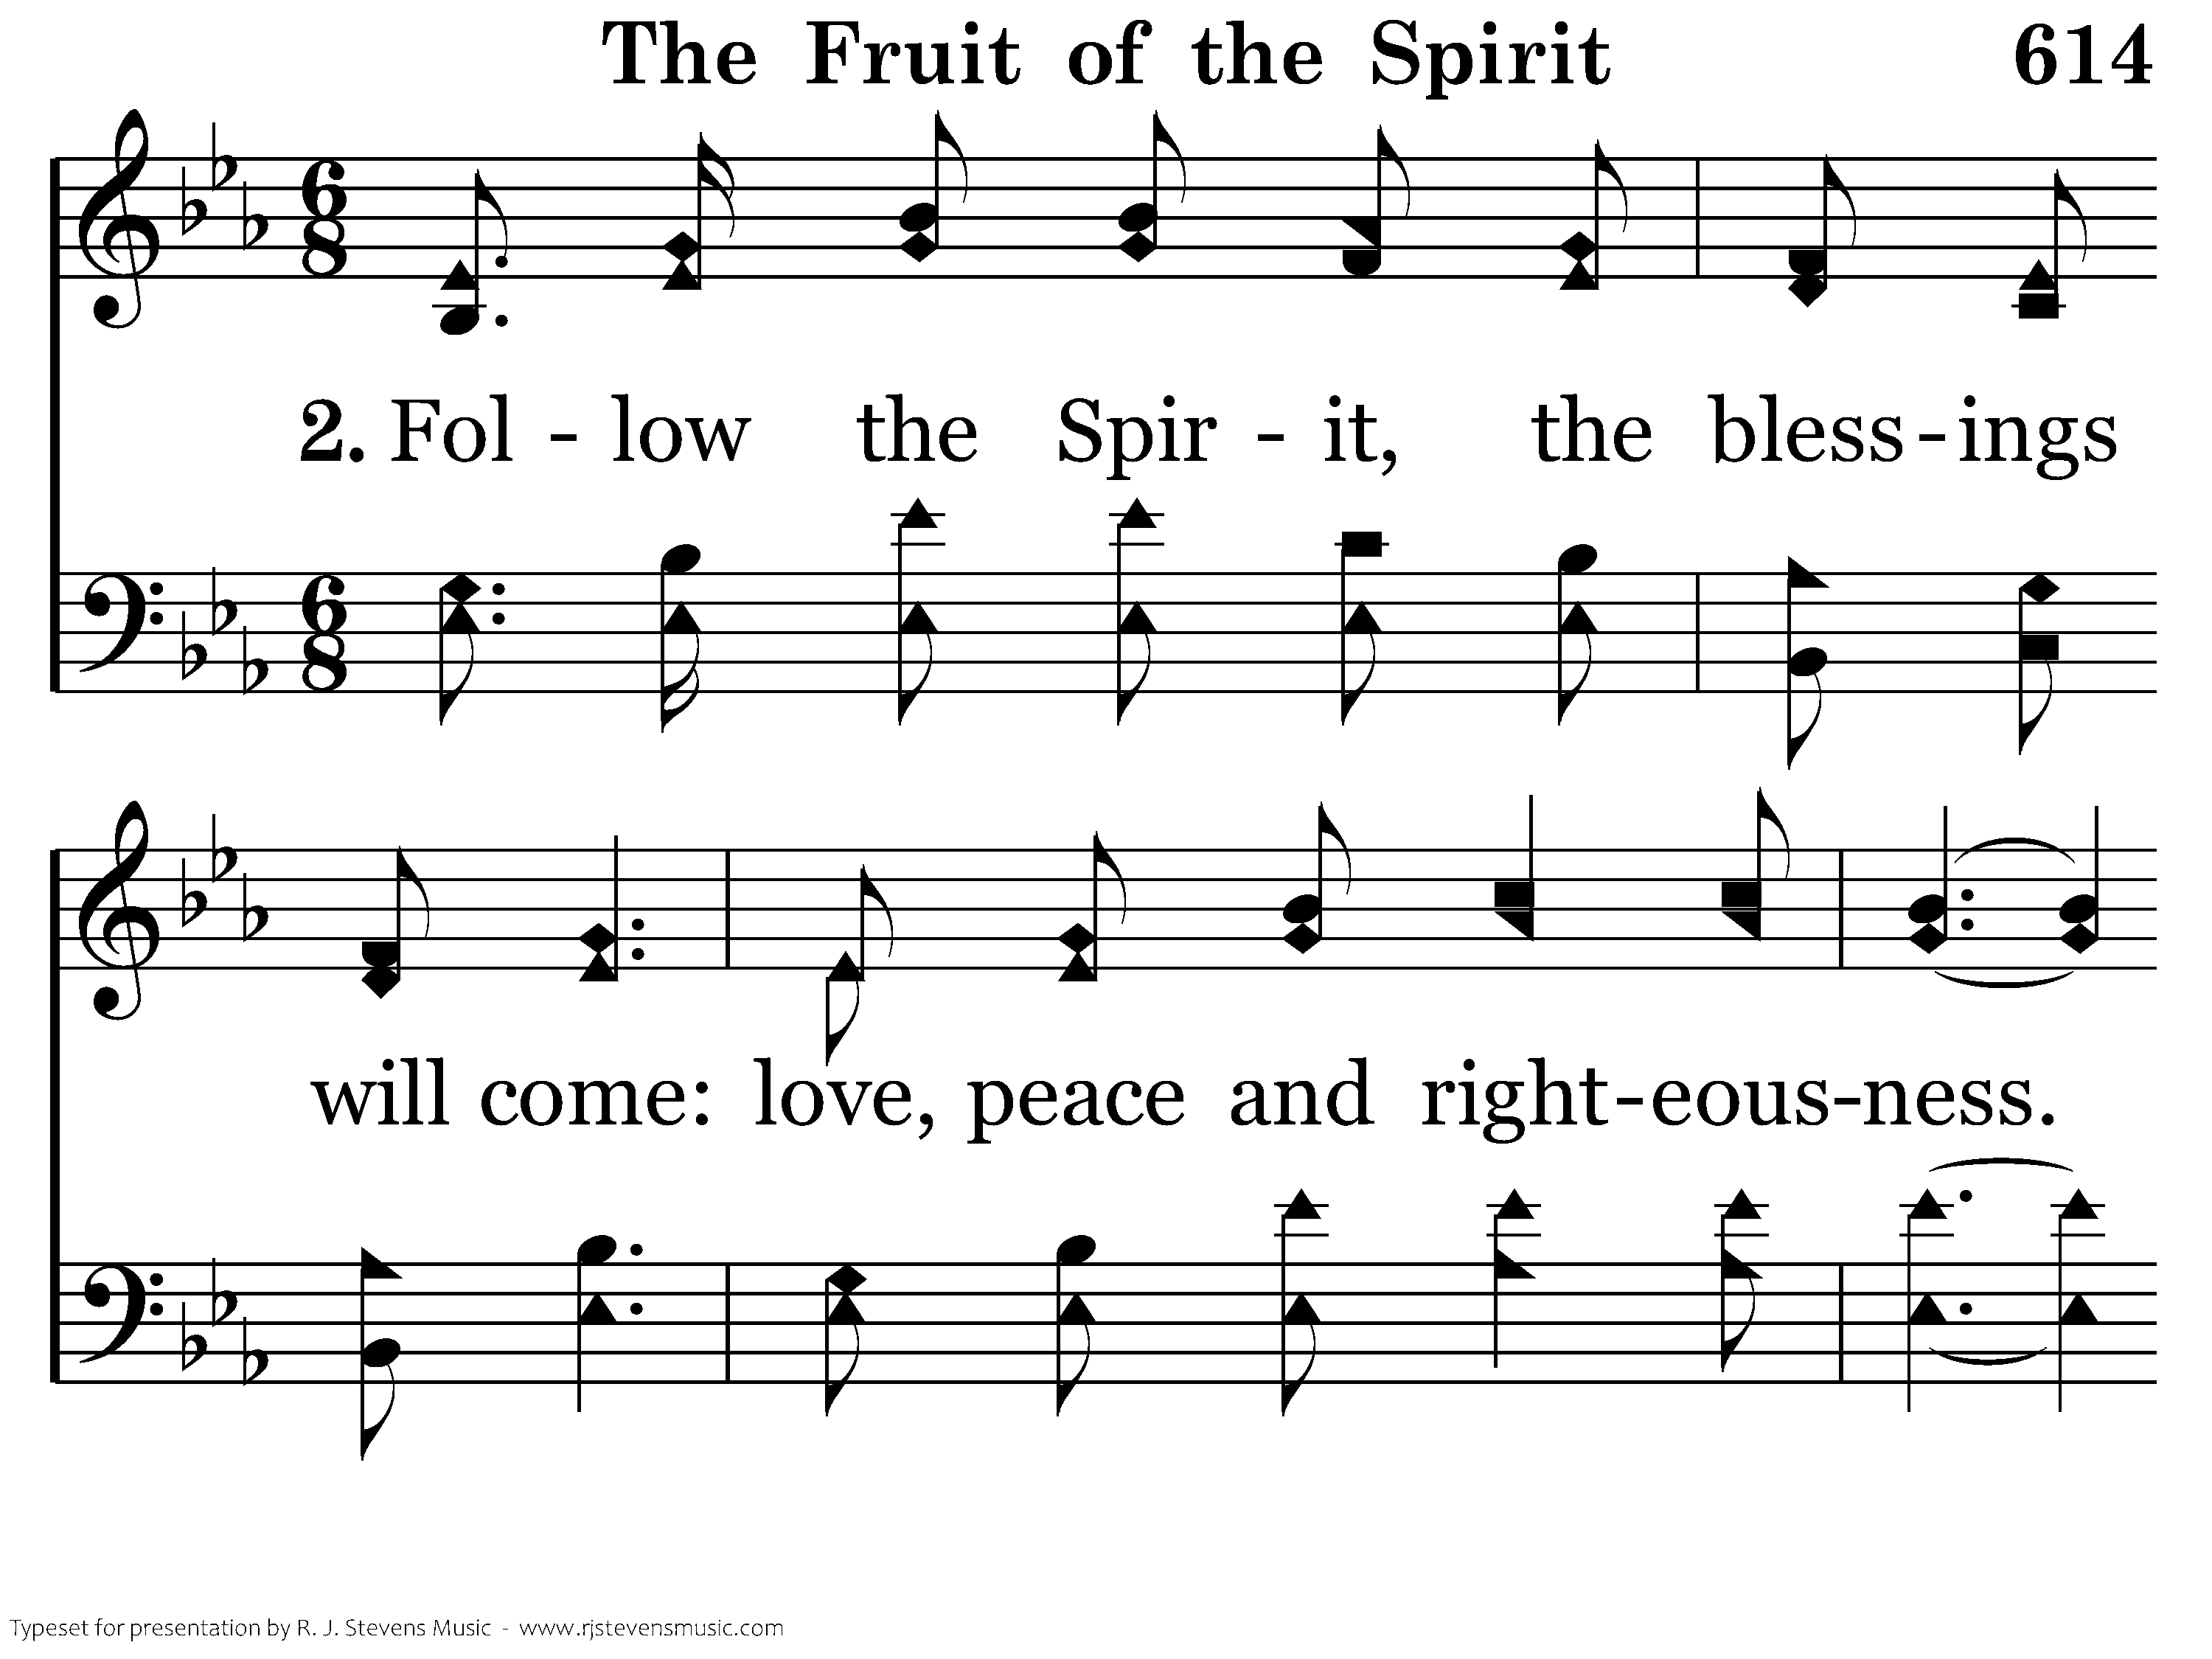 The Fruit of the Spirit 614
2. Fol - low the Spir - it, the bless - ings
will come: love, peace and right-eous-ness.
Typeset for presentation by R. J. Stevens Music - www.rjstevensmusic.com